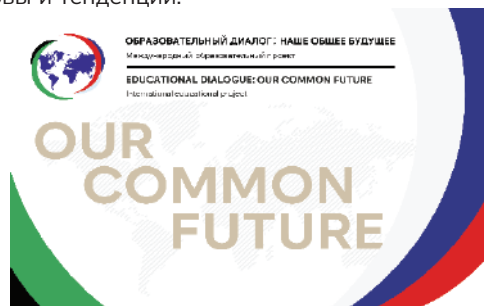 и тенденции.
ОБРАЗОВАТЕЛЬНЫЙ ДИАЛОГ: НАШЕ ОБЩЕЕ БУДУЩЕЕ
Международный образовательный проект
EDUCATIONAL DIALOGUE: OUR COMMON FUTURE
International educational project
OUR
COMMON
FUTURE